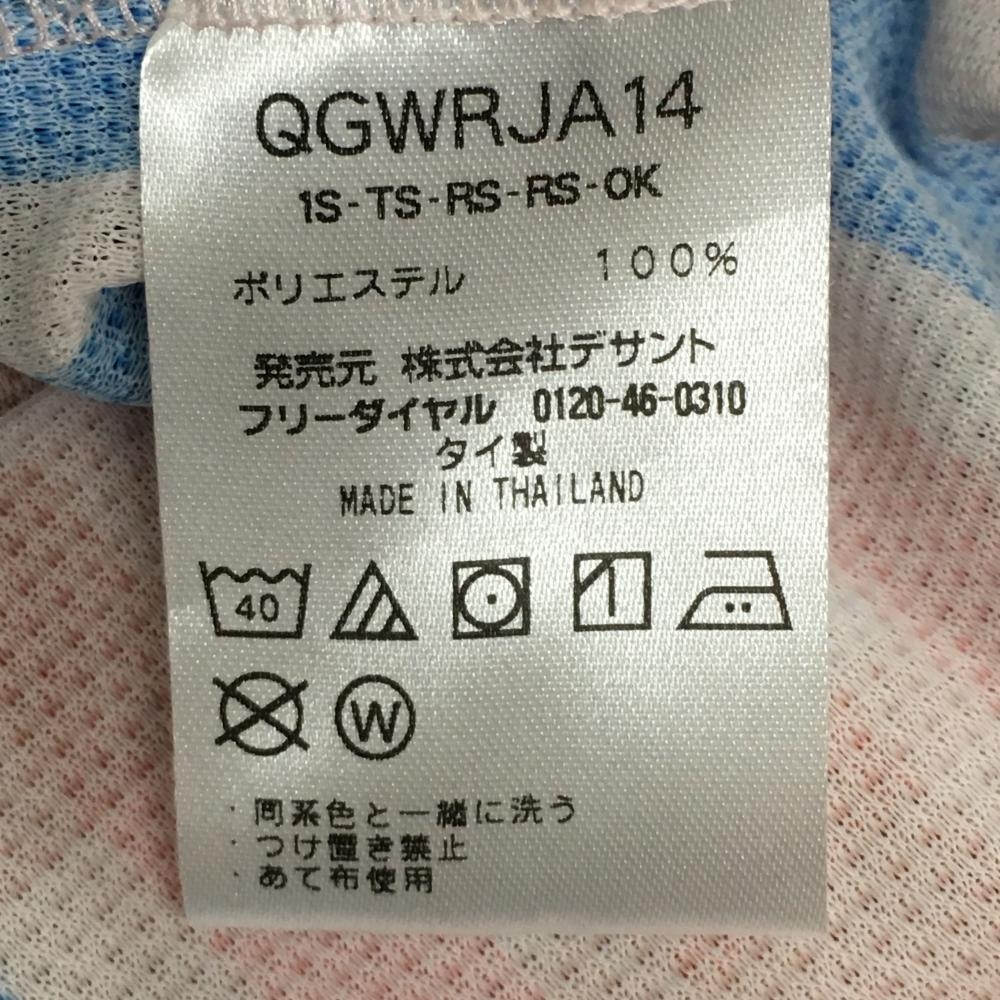 QGWRJA14
1S-TS-RS-RS-OK
ポリエステル 100%
発売元 株式会社デサント
フリーダイヤル 0120-46-0310
タイ製
MADE IN THAILAND
40
W
・同系色と一緒に洗う
・つけ置き禁止
・あて布使用